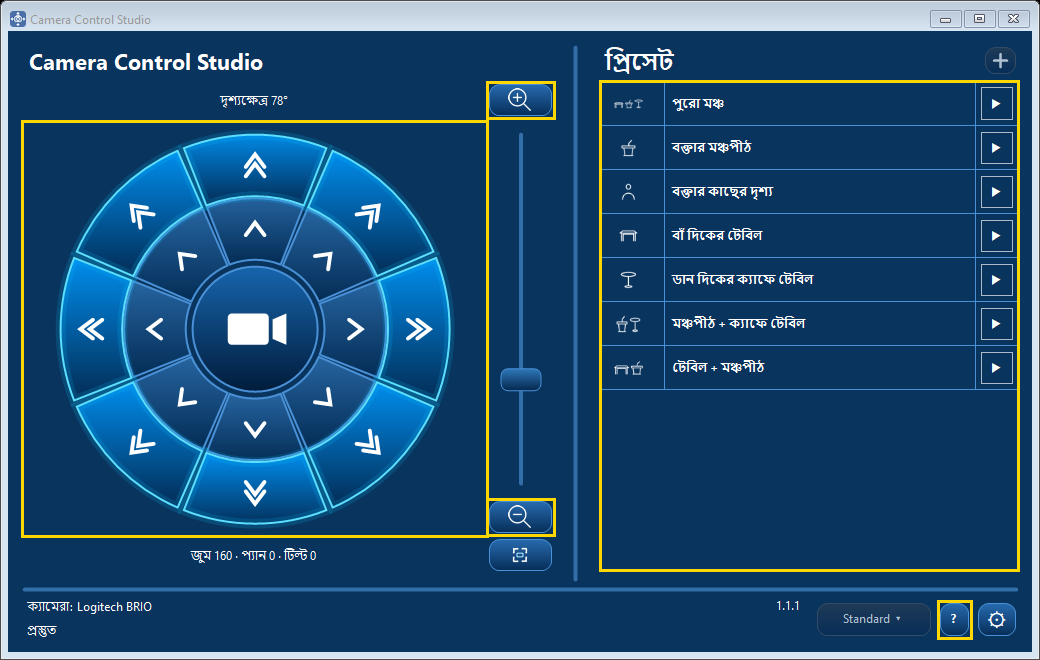 Camera Control Studio
Camera Control Studio
দৃশ্যক্ষেত্র 78°
জুম 160 · প্যান 0 · টিল্ট 0
প্রিসেট
পুরো মঞ্চ
বক্তার মঞ্চপীঠ
বক্তার কাছের দৃশ্য
বাঁ দিকের টেবিল
ডান দিকের ক্যাফে টেবিল
মঞ্চপীঠ + ক্যাফে টেবিল
টেবিল + মঞ্চপীঠ
ক্যামেরা: Logitech BRIO
প্রস্তুত
1.1.1
Standard
?